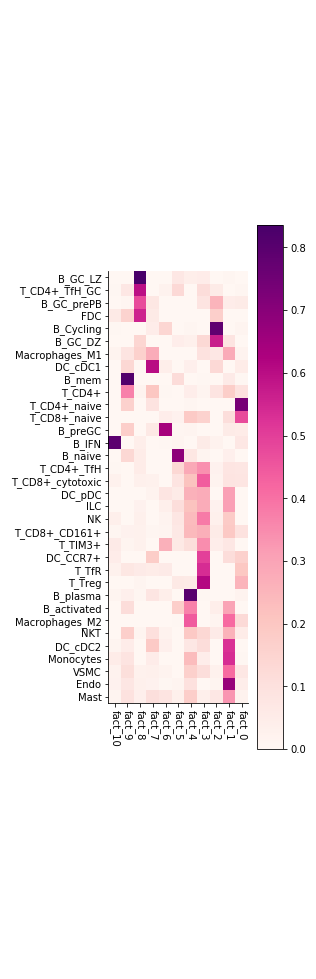 B_GC_LZ
T_CD4+_TfH_GC
B_GC_prePB
FDC
B_Cycling
B_GC_DZ
Macrophages_M1
DC_cDC1
B_mem
T_CD4+
T_CD4+_naive
T_CD8+_naive
B_preGC
B_IFN
B_naive
T_CD4+_TfH
T_CD8+_cytotoxic
DC_pDC
ILC
NK
T_CD8+_CD161+
T_TIM3+
DC_CCR7+
T_TfR
T_Treg
B_plasma
B_activated
Macrophages_M2
NKT
DC_cDC2
Monocytes
VSMC
Endo
Mast
fact_10
fact_9
fact_8
fact_7
fact_6
fact_5
fact_4
fact_3
fact_2
fact_1
fact_0
0.8
0.7
0.6
0.5
0.4
0.3
0.2
0.1
0.0